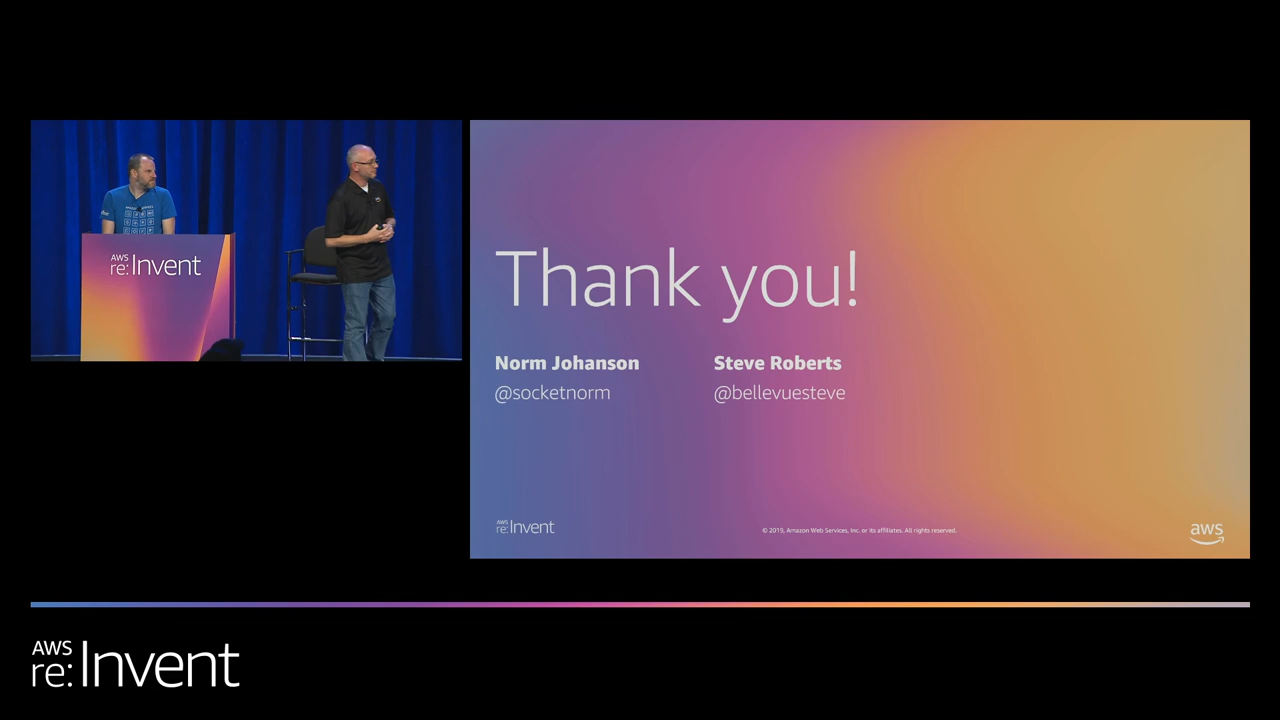 AWS
re:Invent
Thank you!
Norm Johanson
@socketnorm
Steve Roberts
@bellevuesteve
AWS
re:Invent
© 2019, Amazon Web Services, Inc. or its affiliates. All rights reserved.
aws
AWS
re:Invent